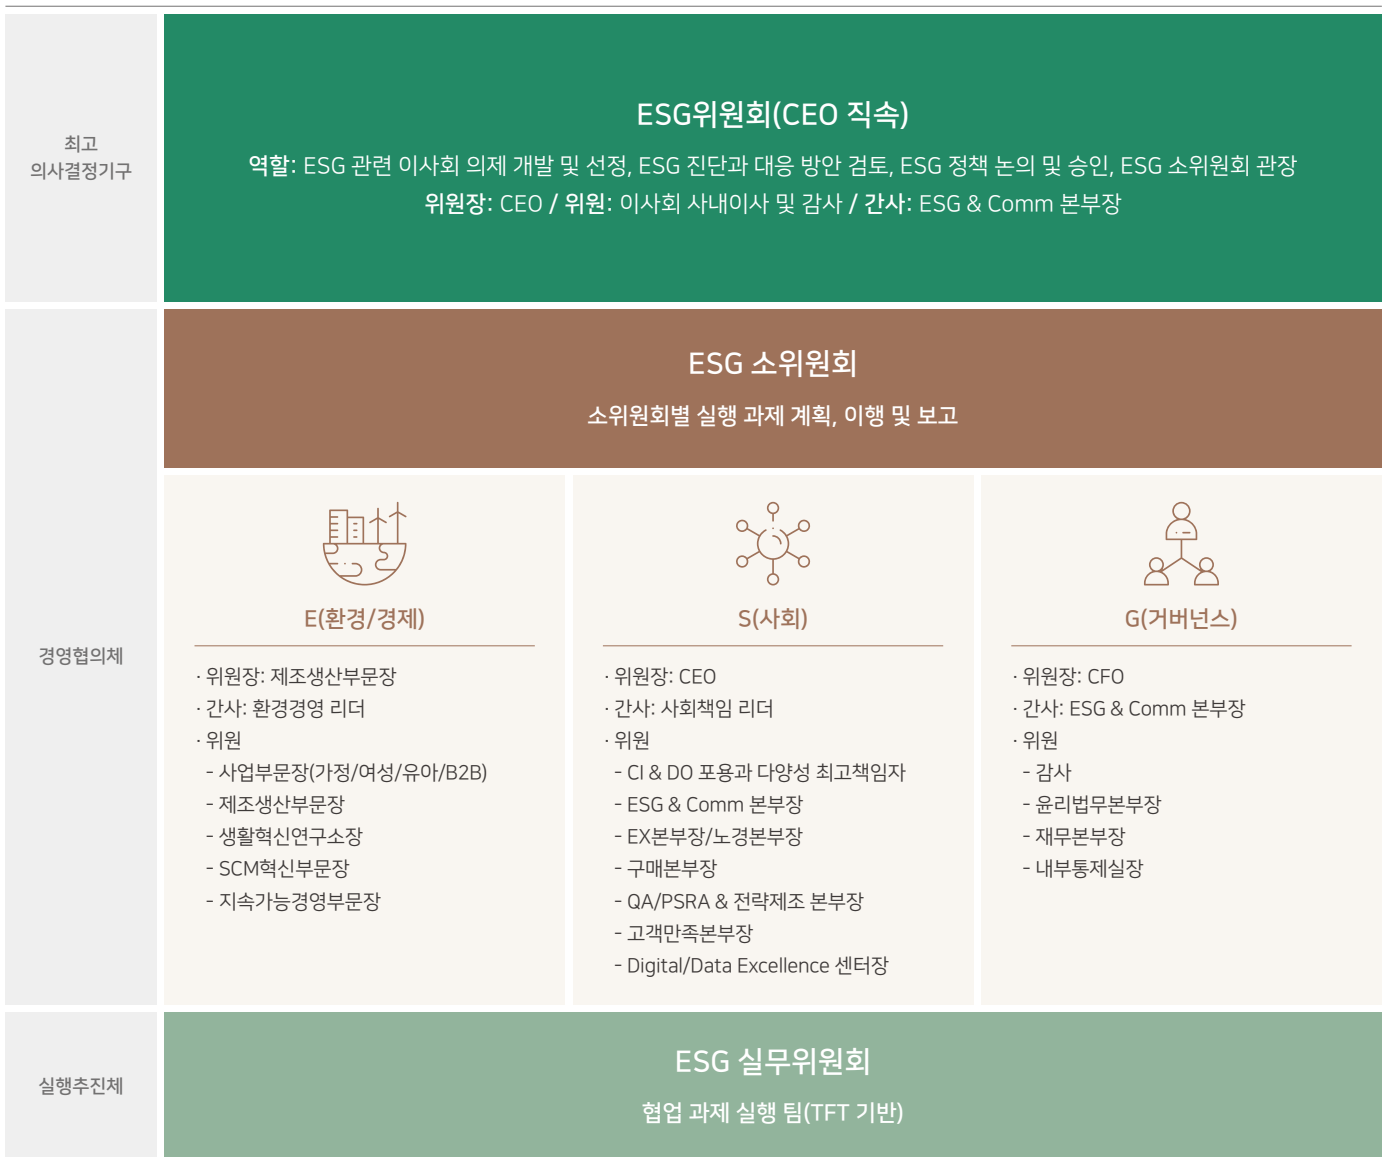 최고
의사결정기구
ESG위원회(CEO 직속)
역할: ESG 관련 이사회 의제 개발 및 선정, ESG 진단과 대응 방안 검토, ESG 정책 논의 및 승인, ESG 소위원회 관장
위원장: CEO / 위원: 이사회 사내이사 및 감사 / 간사: ESG & Comm 본부장
경영협의체
ESG 소위원회
소위원회별 실행 과제 계획, 이행 및 보고
E(환경/경제)
· 위원장: 제조생산부문장
· 간사: 환경경영 리더
· 위원
- 사업부문장(가정/여성/유아/B2B)
- 제조생산부문장
- 생활혁신연구소장
- SCM혁신부문장
- 지속가능경영부문장
S(사회)
· 위원장: CEO
· 간사: 사회책임 리더
· 위원
- CI & DO 포용과 다양성 최고책임자
- ESG & Comm 본부장
- EX본부장/노경본부장
- 구매본부장
- QA/PSRA & 전략제조 본부장
- 고객만족본부장
- Digital/Data Excellence 센터장
G(거버넌스)
· 위원장: CFO
· 간사: ESG & Comm 본부장
· 위원
- 감사
- 윤리법무본부장
- 재무본부장
- 내부통제실장
실행추진체
ESG 실무위원회
협업 과제 실행 팀(TFT 기반)